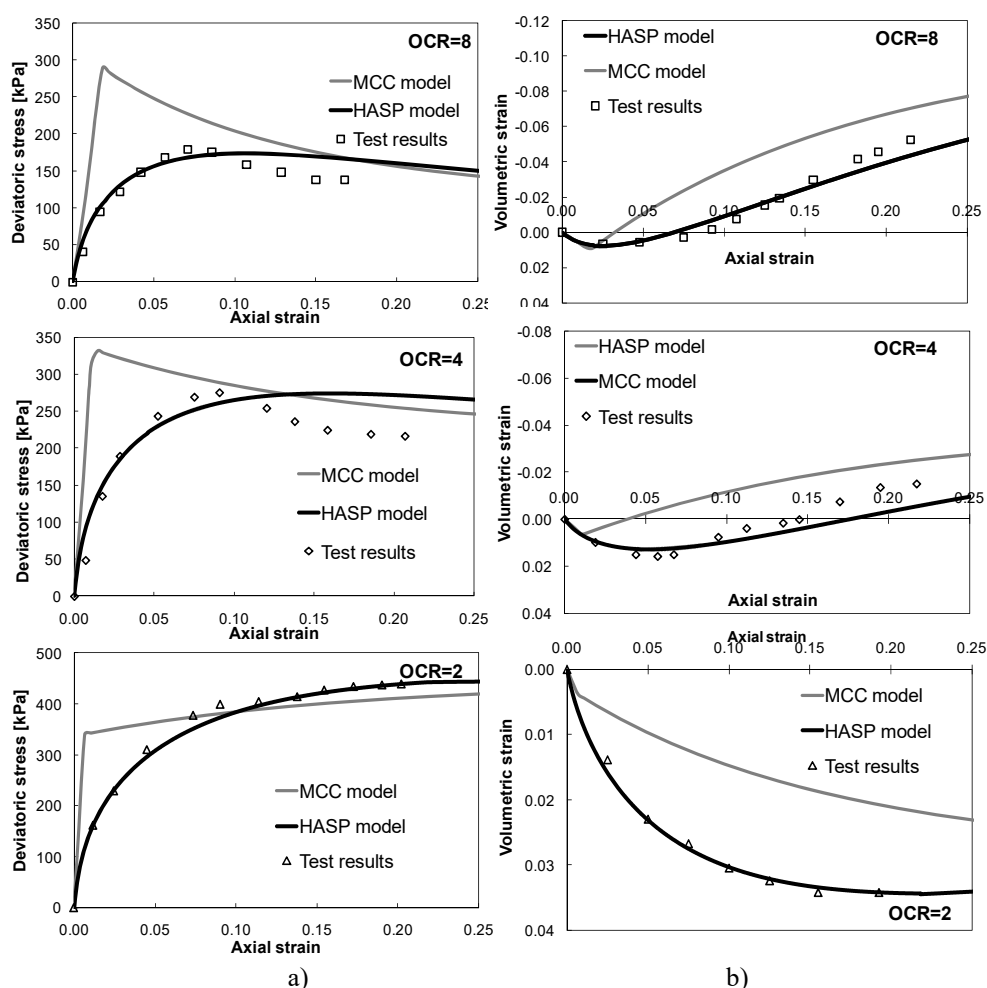 350
300
250
200
150
100
50
0
Deviatoric stress [kPa]
OCR=8
MCC model
HASP model
Test results
0.00 0.05 0.10 0.15 0.20 0.25
Axial strain
-0.12
-0.10
-0.08
-0.06
-0.04
-0.02
0.00
0.02
0.04
Volumetric strain
HASP model
OCR=8
MCC model
Test results
0.00 0.05 0.10 0.15 0.20 0.25
Axial strain
350
300
250
200
150
100
50
0
Deviatoric stress [kPa]
OCR=4
MCC model
HASP model
Test results
0.00 0.05 0.10 0.15 0.20 0.25
Axial strain
-0.08
-0.06
-0.04
-0.02
0.00
0.02
0.04
Volumetric strain
HASP model
OCR=4
MCC model
Test results
0.00 0.05 0.10 0.15 0.20 0.25
Axial strain
500
400
300
200
100
0
Deviatoric stress [kPa]
OCR=2
MCC model
HASP model
Test results
0.00 0.05 0.10 0.15 0.20 0.25
Axial strain
Axial strain
0.00 0.05 0.10 0.15 0.20 0.25
0.00
0.01
0.02
0.03
0.04
Volumetric strain
MCC model
HASP model
Test results
OCR=2
a)
b)